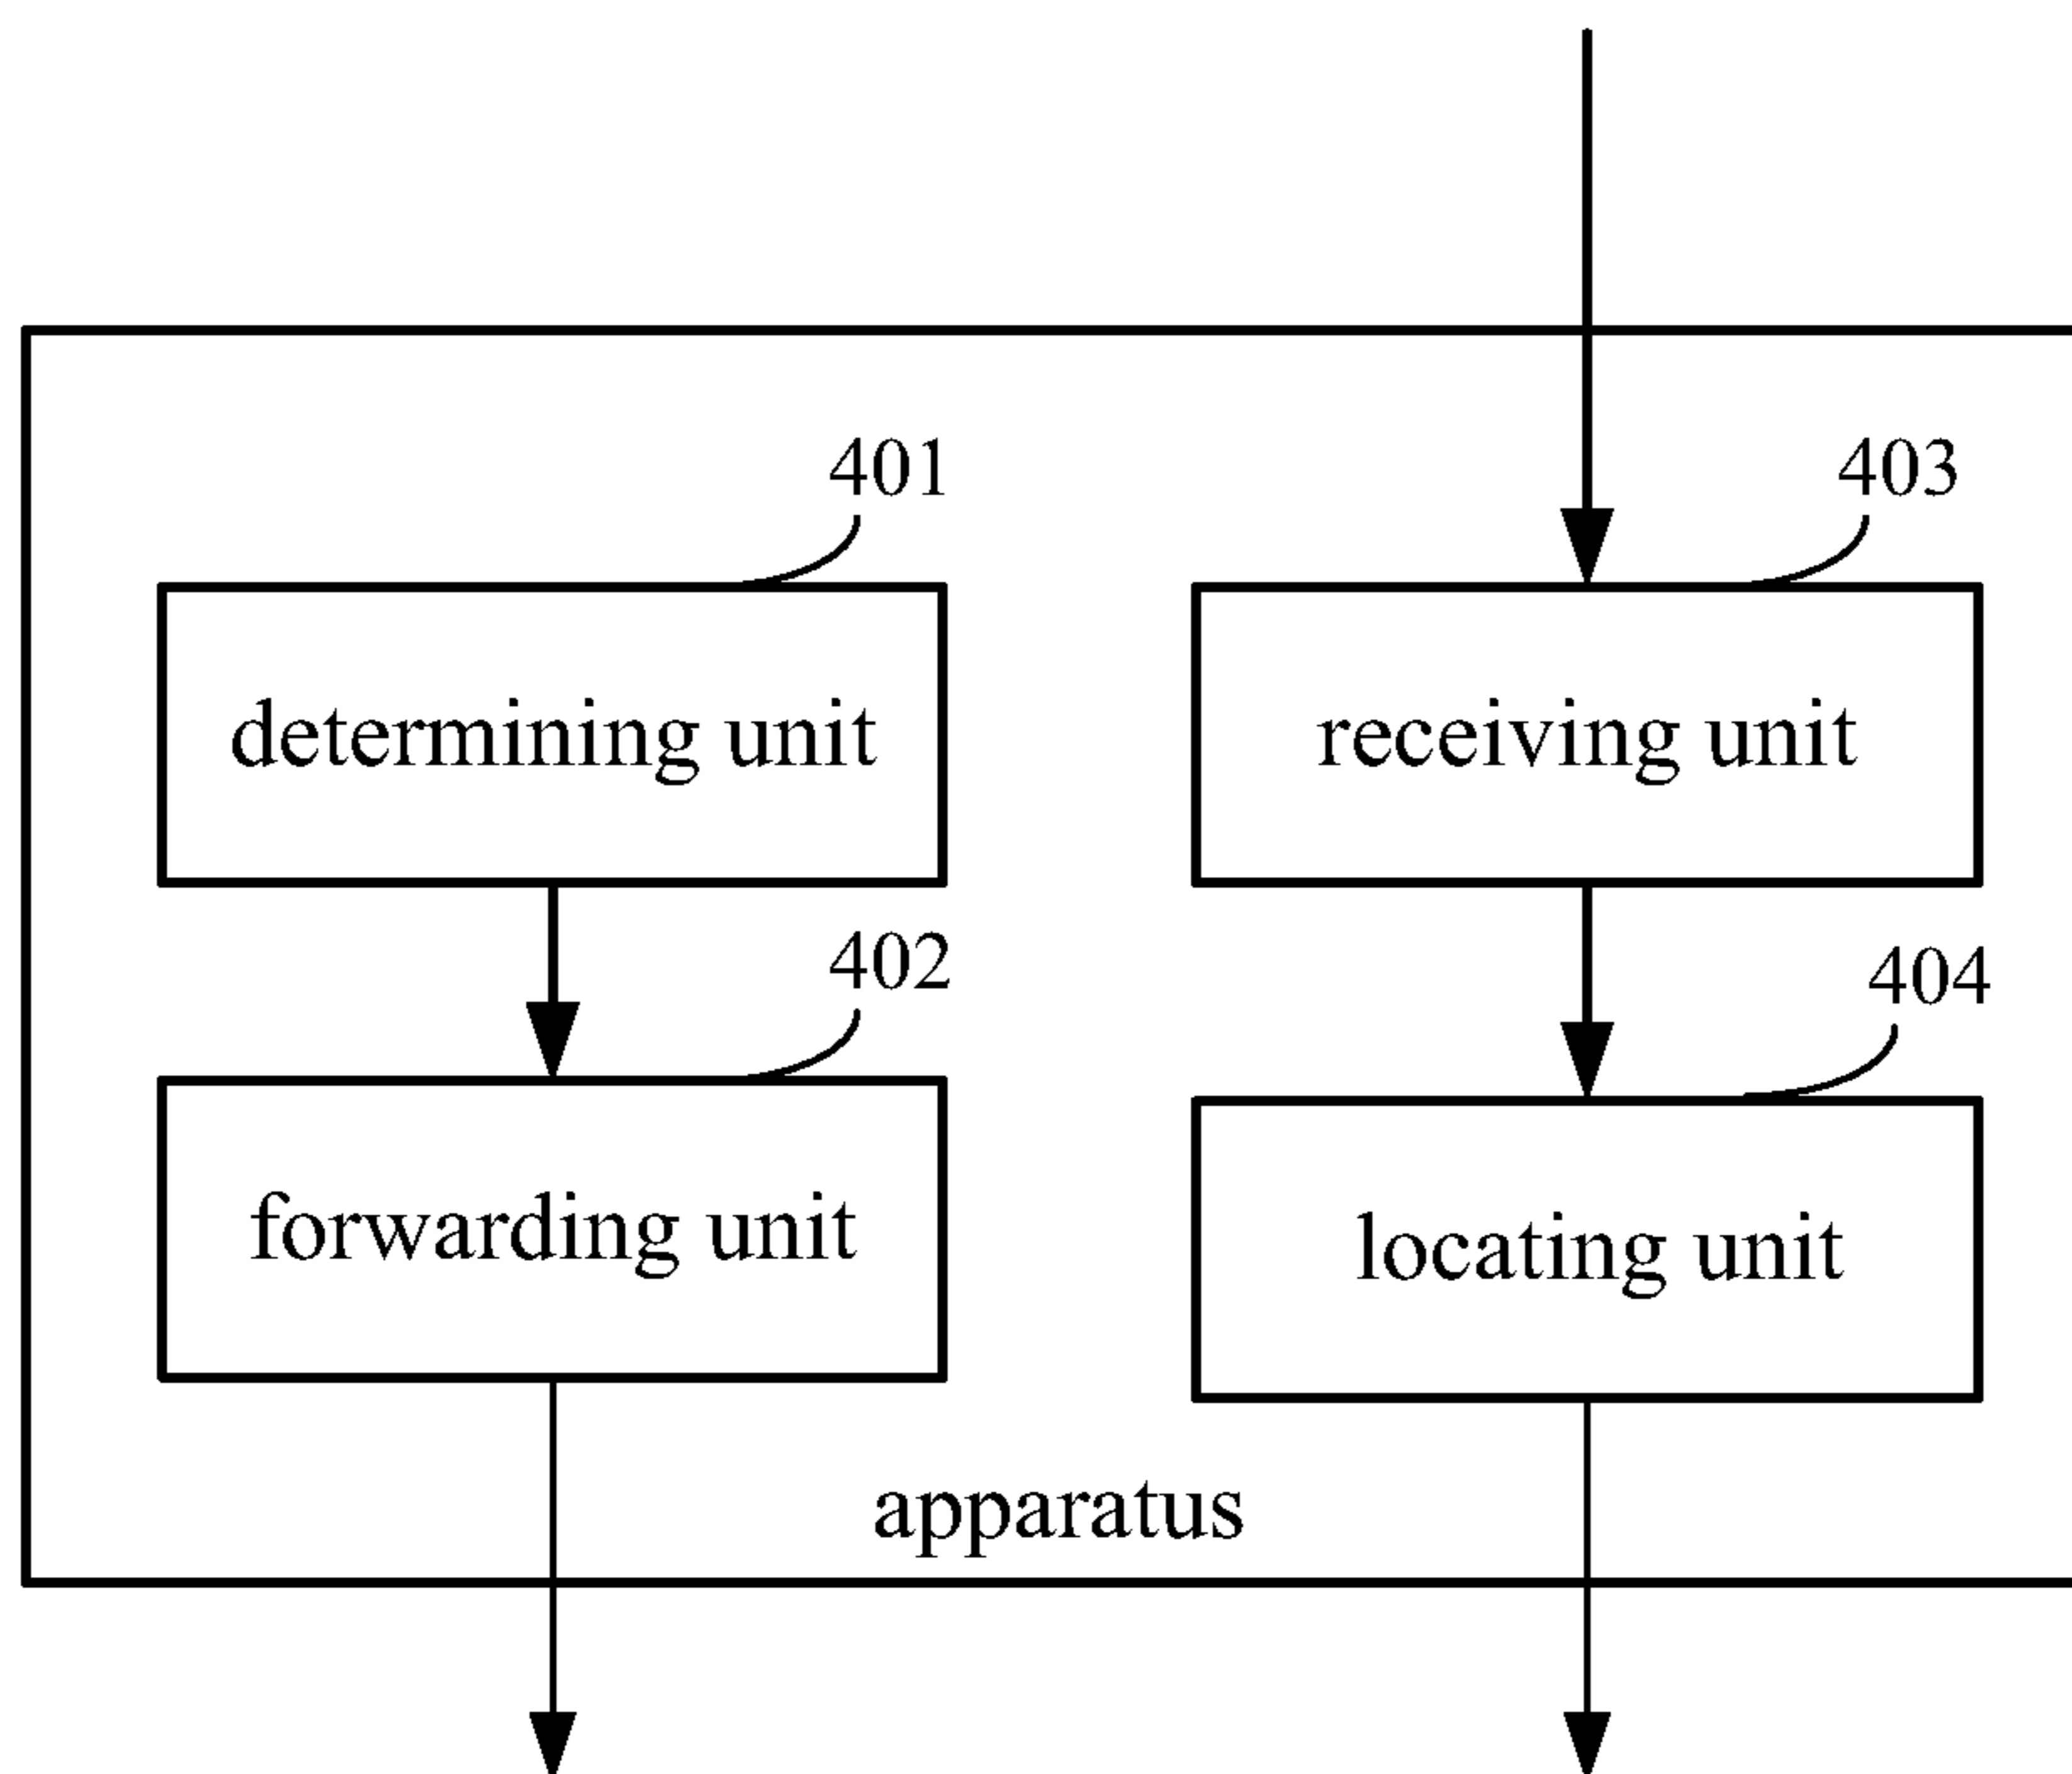 401
403
determining unit
receiving unit
402
404
forwarding unit
locating unit
apparatus